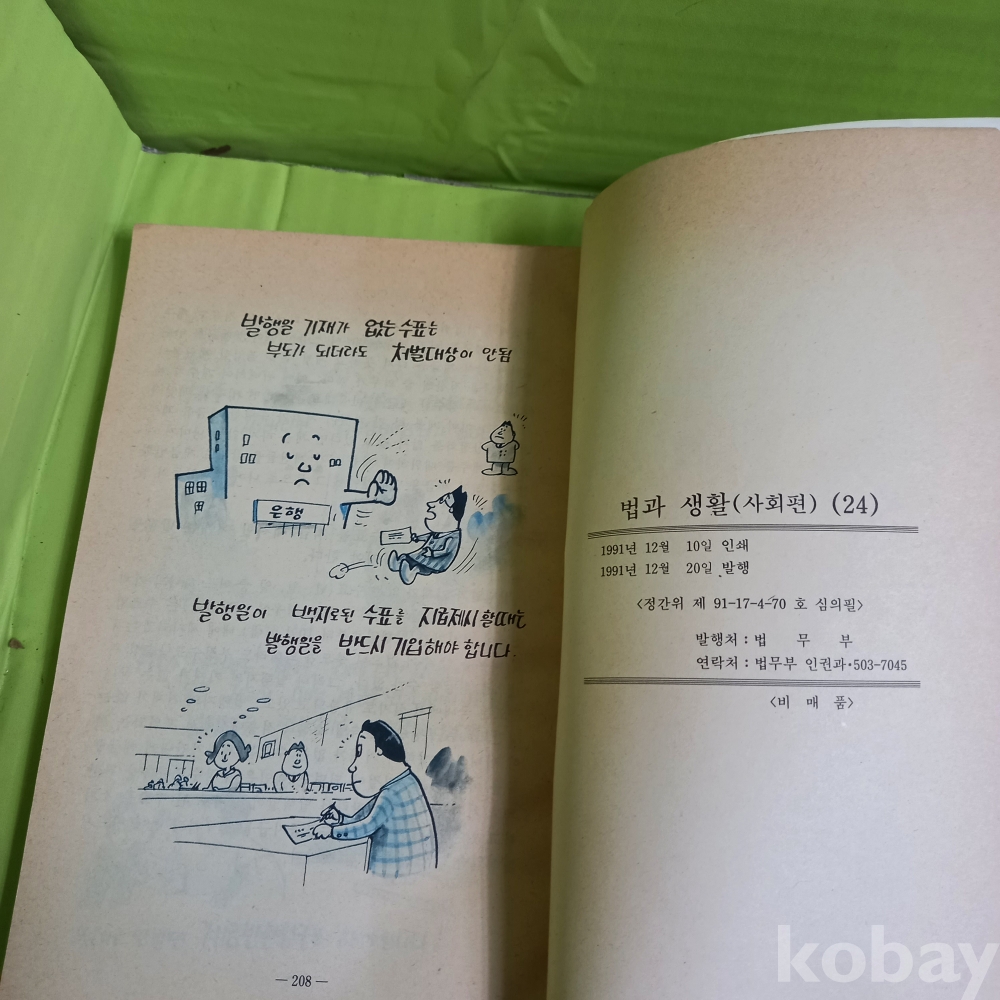 발행일 기재가 없는 수표는
부도가 되더라도 처벌대상이 안됨
은행
발행일이 백지로된 수표를 지급제시 할때는
발행일을 반드시 기입해야 합니다.
— 208 —
법과 생활(사회편) (24)
1991년 12월 10일 인쇄
1991년 12월 20일 발행
<정간위 제 91-17-4-70 호 심의필>
발행처 : 법 무 부
연락처 : 법무부 인권과·503-7045
<비 매 품>
kobay